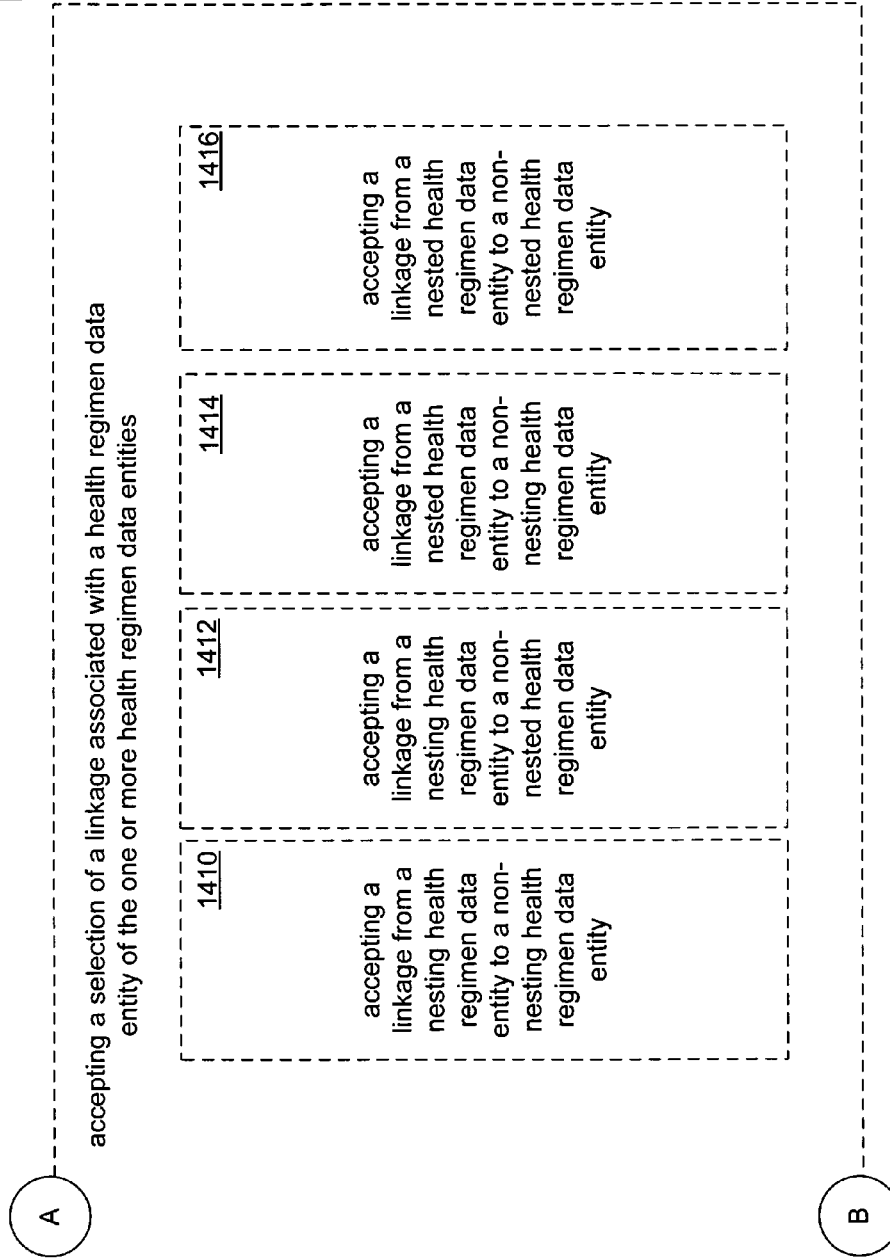 A
accepting a selection of a linkage associated with a health regimen data
entity of the one or more health regimen data entities
1410
accepting a
linkage from a
nesting health
regimen data
entity to a non-
nesting health
regimen data
entity
1412
accepting a
linkage from a
nesting health
regimen data
entity to a non-
nested health
regimen data
entity
1414
accepting a
linkage from a
nested health
regimen data
entity to a non-
nesting health
regimen data
entity
1416
accepting a
linkage from a
nested health
regimen data
entity to a non-
nested health
regimen data
entity
B